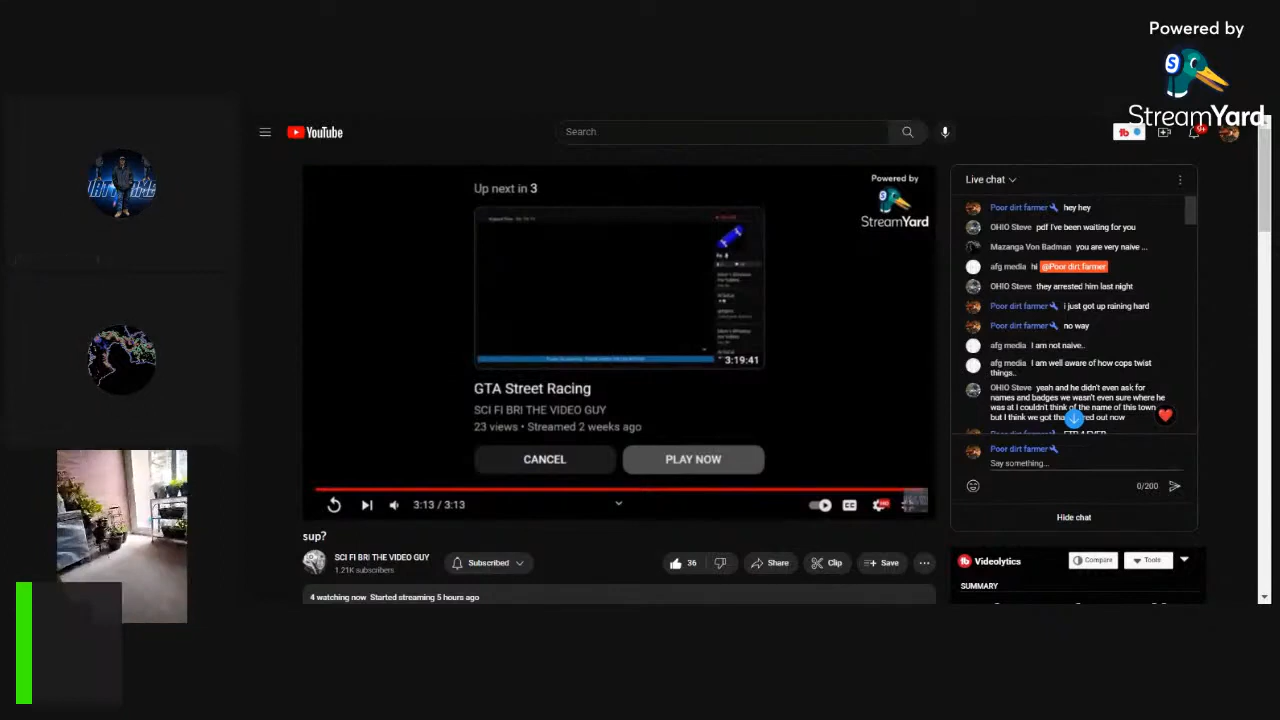 Powered by
StreamYard
YouTube
Search
9+
Up next in 3
Powered by
StreamYard
3:19:41
GTA Street Racing
SCI FI BRI THE VIDEO GUY
23 views • Streamed 2 weeks ago
CANCEL
PLAY NOW
3:13 / 3:13
CC
HD
sup?
SCI FI BRI THE VIDEO GUY
1.21K subscribers
Subscribed
36
Share
Clip
Save
4 watching now Started streaming 5 hours ago
Live chat
Poor dirt farmer hey hey
OHIO Steve pdf I've been waiting for you
Mazanga Von Badman you are very naive ...
afg media hi @Poor dirt farmer
OHIO Steve they arrested him last night
Poor dirt farmer i just got up raining hard
Poor dirt farmer no way
afg media I am not naive..
afg media I am well aware of how cops twist
things..
OHIO Steve yeah and he didn't even ask for
names and badges we wasn't even sure where he
was at I couldn't think of the name of this town
but I think we got tha red out now
Poor dirt farmer
Say something...
0/200
Hide chat
tb Videolytics
Compare
Tools
SUMMARY